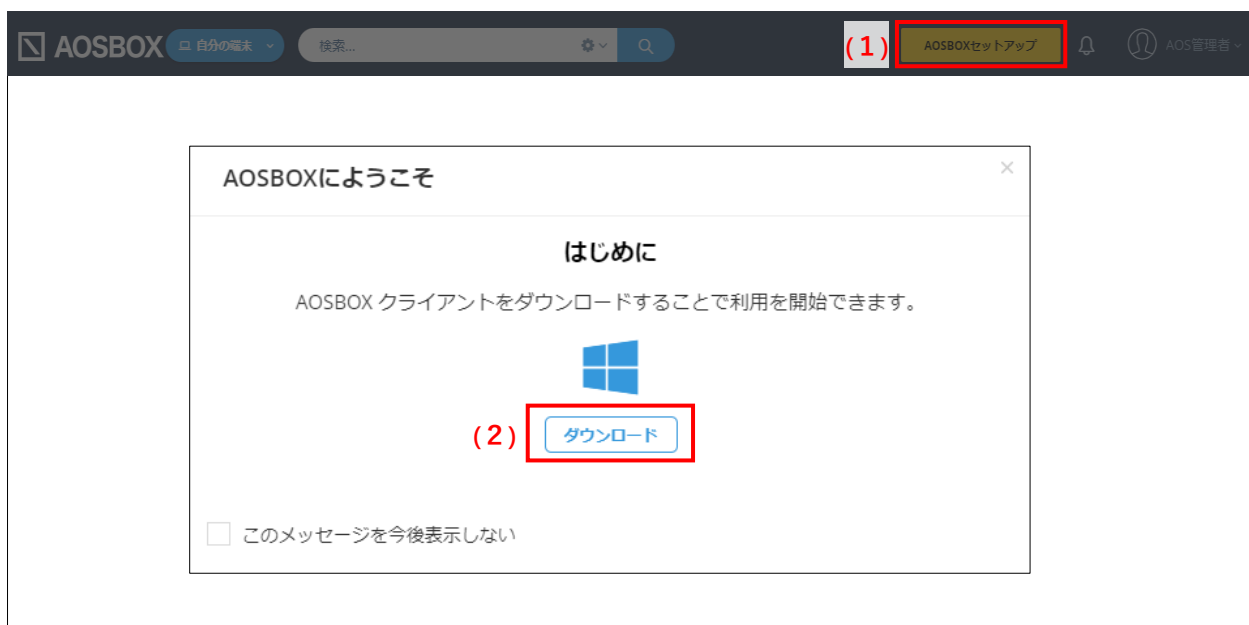 AOSBOX 自分の端末 検索... (1) AOSBOXセットアップ AOS管理者
AOSBOXにようこそ
はじめに
AOSBOX クライアントをダウンロードすることで利用を開始できます。
(2) ダウンロード
このメッセージを今後表示しない